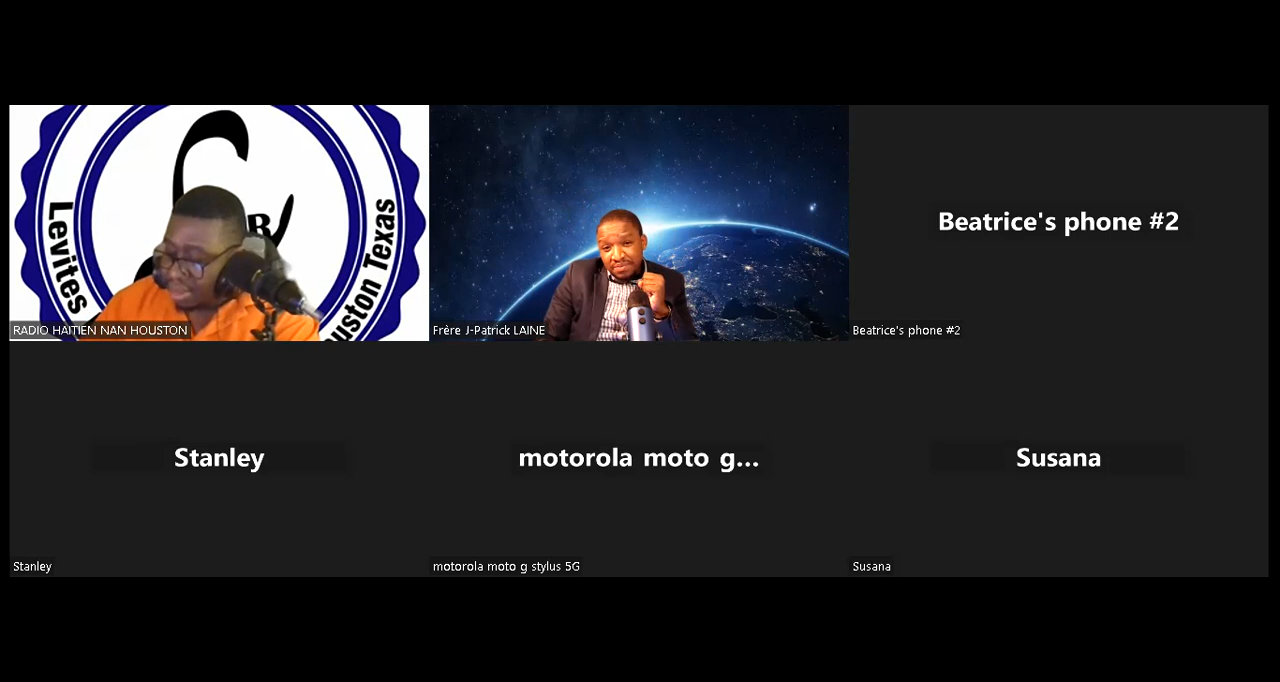 Levites
R
uston Texas
RADIO HAITIEN NAN HOUSTON
Frère J-Patrick LAINE
Beatrice's phone #2
Beatrice's phone #2
Stanley
motorola moto g...
Susana
Stanley
motorola moto g stylus 5G
Susana